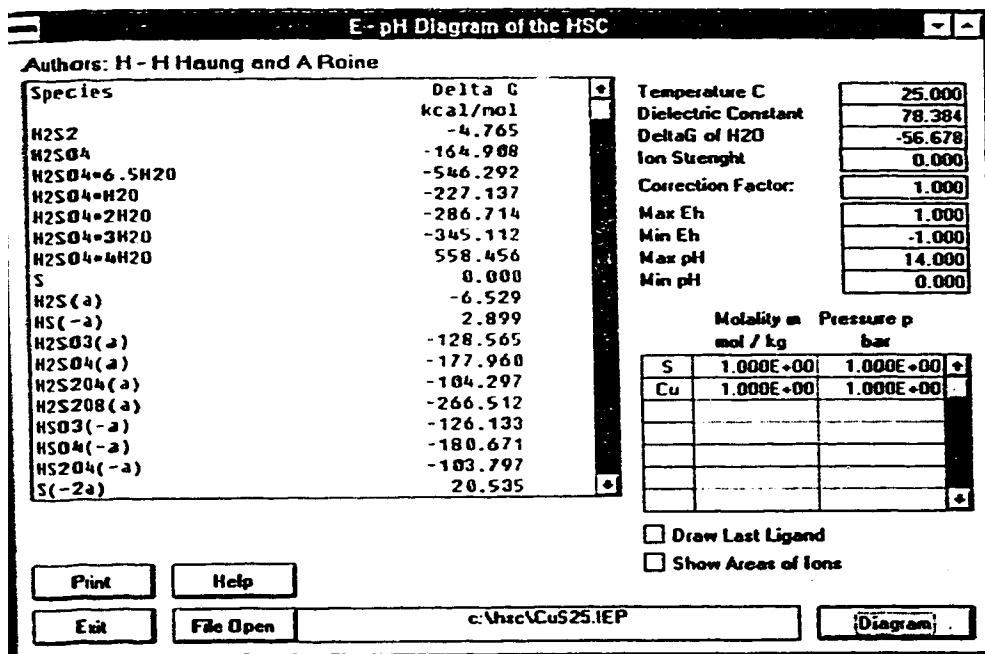 E-pH Diagram of the HSC
Authors: H-H Haung and A Roine
Species Delta G
kcal/mol
H2S2 -4.765
H2SO4 -164.908
H2SO4*6.5H2O -546.292
H2SO4*H2O -227.137
H2SO4*2H2O -286.714
H2SO4*3H2O -345.112
H2SO4*4H2O 558.456
S 0.000
H2S(a) -6.529
HS(-a) 2.899
H2SO3(a) -128.565
H2SO4(a) -177.960
H2S2O4(a) -104.297
H2S2O8(a) -266.512
HSO3(-a) -126.133
HSO4(-a) -180.671
HS2O4(-a) -103.797
S(-2a) 20.535
Temperature C 25.000
Dielectric Constant 78.384
DeltaG of H2O -56.678
Ion Strenght 0.000
Correction Factor: 1.000
Max Eh 1.000
Min Eh -1.000
Max pH 14.000
Min pH 0.000
Molality m Pressure p
mol / kg bar
S 1.000E+00 1.000E+00
Cu 1.000E+00 1.000E+00
Draw Last Ligand
Show Areas of Ions
Print Help
Exit File Open c:\hsc\CuS25.IEP Diagram